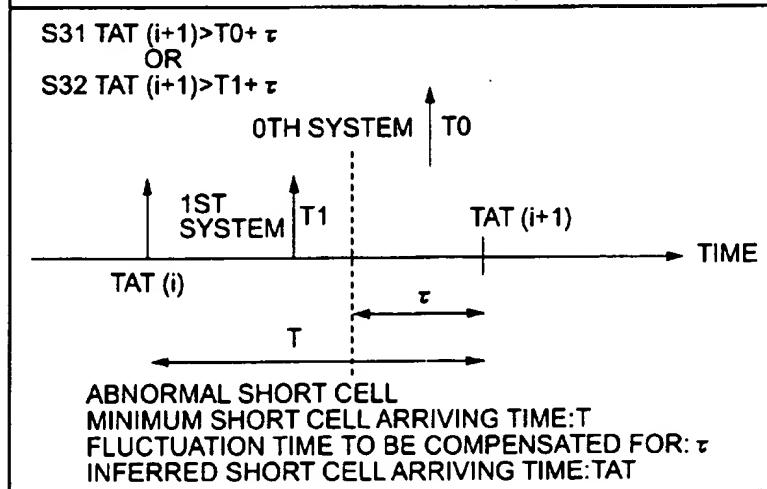 S31 TAT (i+1)>T0+ τ
OR
S32 TAT (i+1)>T1+ τ
0TH SYSTEM
T0
1ST
SYSTEM
T1
TAT (i+1)
TIME
TAT (i)
τ
T
ABNORMAL SHORT CELL
MINIMUM SHORT CELL ARRIVING TIME:T
FLUCTUATION TIME TO BE COMPENSATED FOR: τ
INFERRED SHORT CELL ARRIVING TIME:TAT